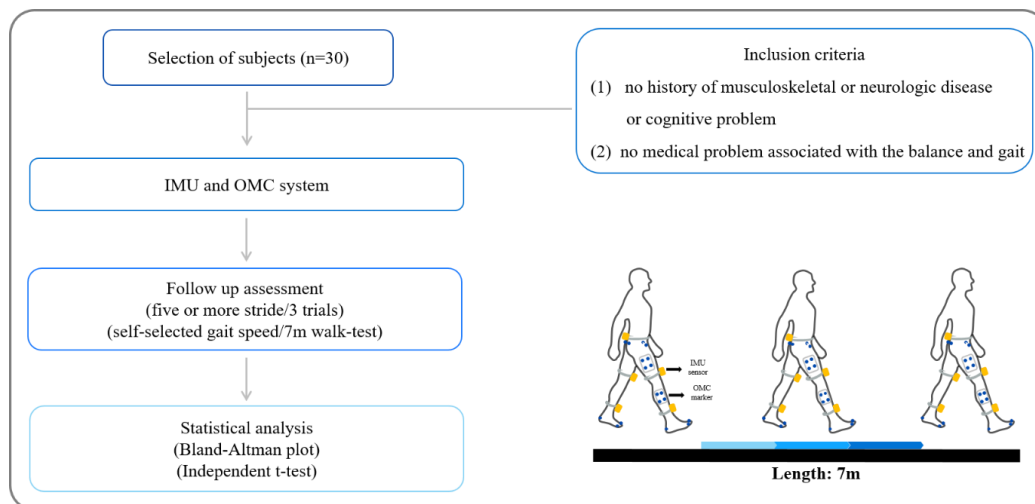 Selection of subjects (n=30)
Inclusion criteria
(1) no history of musculoskeletal or neurologic disease
or cognitive problem
(2) no medical problem associated with the balance and gait
IMU and OMC system
Follow up assessment
(five or more stride/3 trials)
(self-selected gait speed/7m walk-test)
Statistical analysis
(Bland-Altman plot)
(Independent t-test)
IMU
sensor
OMC
marker
Length: 7m